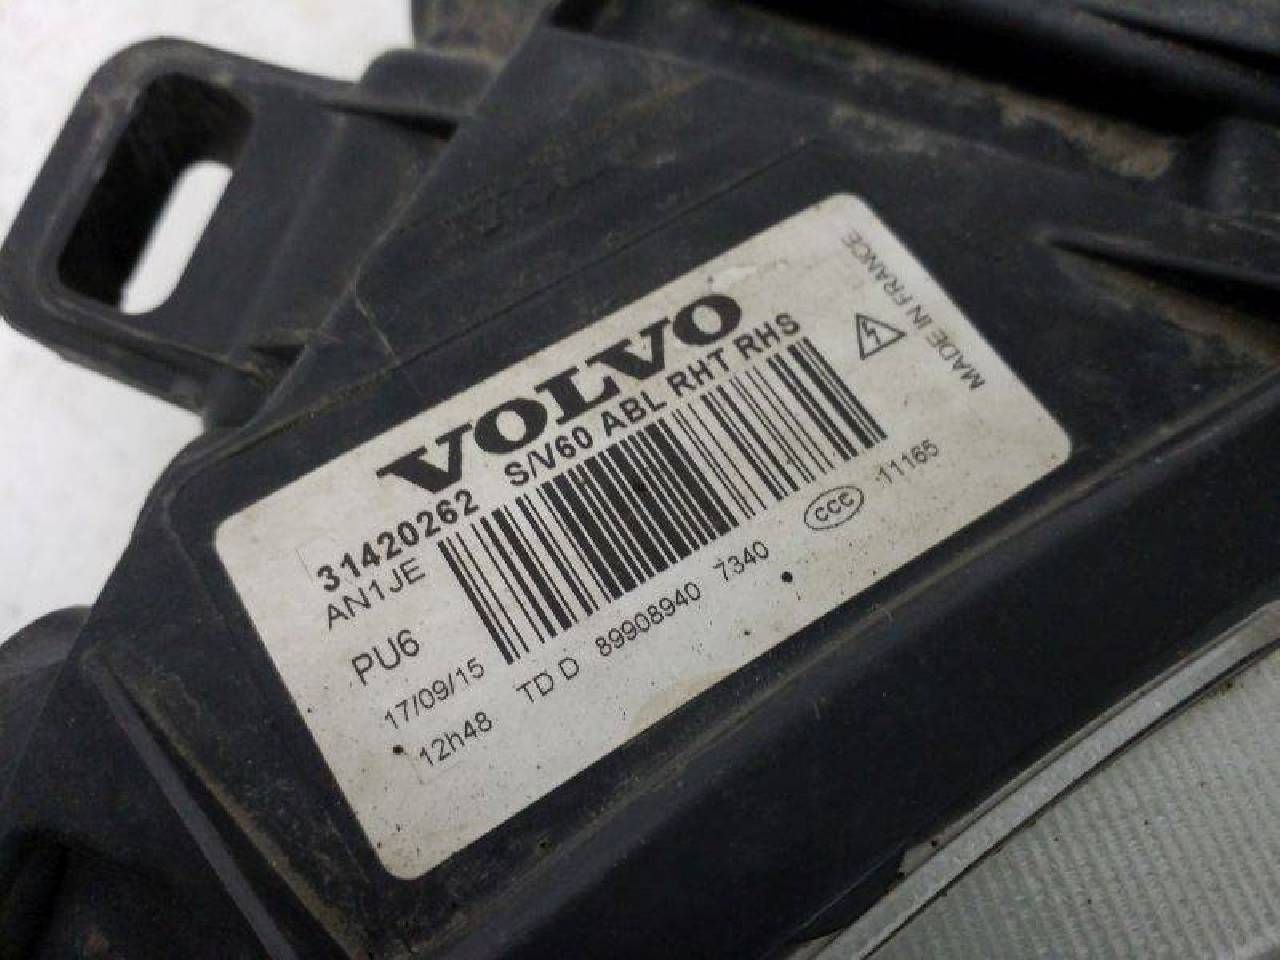 VOLVO
31420262 S/V60 ABL RHT RHS
AN1JE
PU6
17/09/15
12h48 TD D 89908940 7340
CCC 11165
MADE IN FRANCE